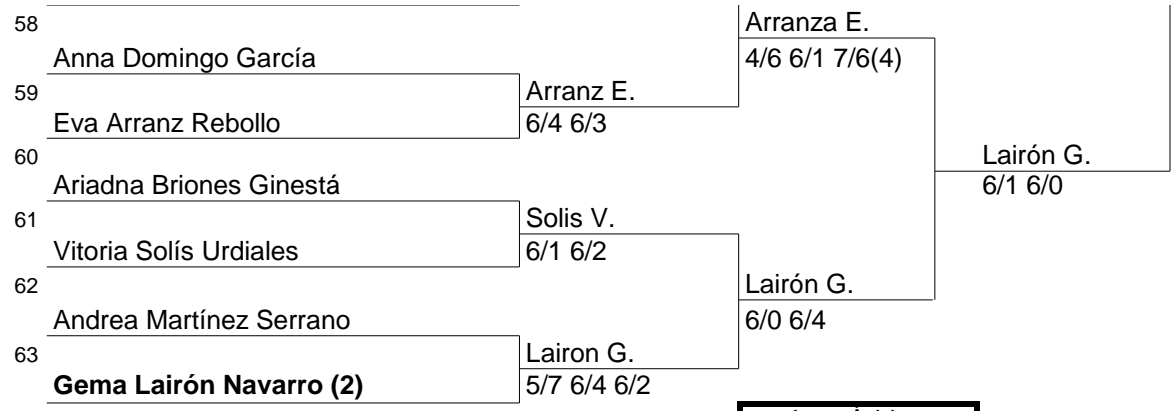 58
Arranza E.
Anna Domingo García
4/6 6/1 7/6(4)
59
Arranz E.
Eva Arranz Rebollo
6/4 6/3
60
Lairón G.
Ariadna Briones Ginestá
6/1 6/0
61
Solis V.
Vitoria Solís Urdiales
6/1 6/2
62
Lairón G.
Andrea Martínez Serrano
6/0 6/4
63
Lairon G.
Gema Lairón Navarro (2)
5/7 6/4 6/2